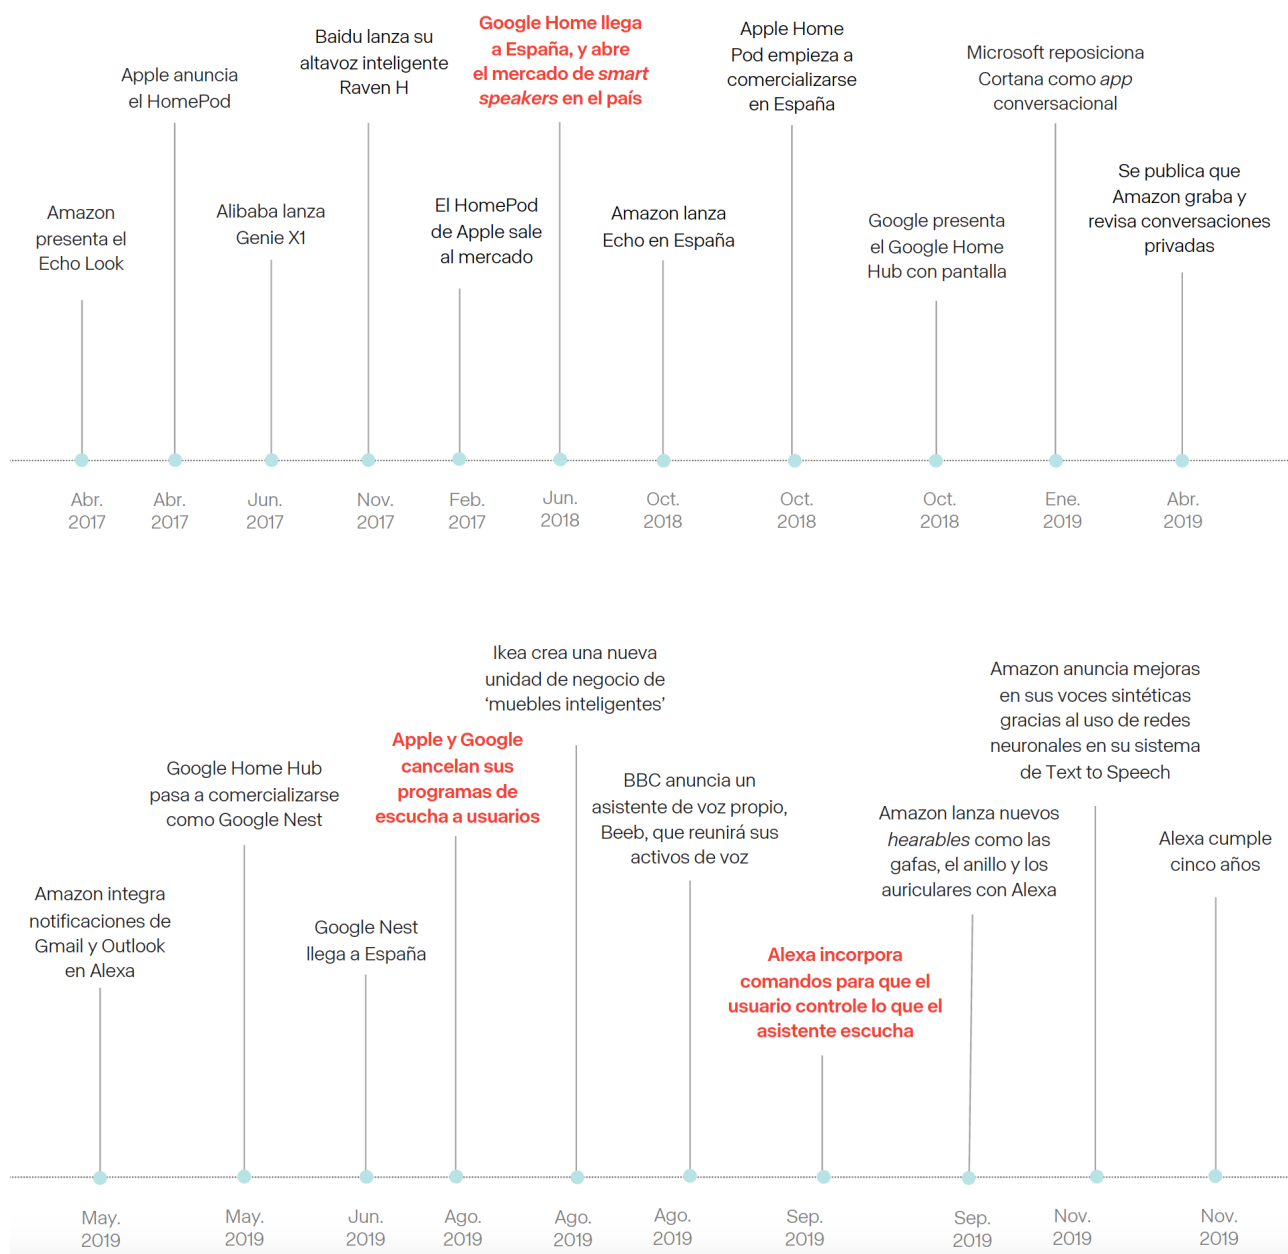 Amazon
presenta el
Echo Look
Apple anuncia
el HomePod
Alibaba lanza
Genie X1
Baidu lanza su
altavoz inteligente
Raven H
El HomePod
de Apple sale
al mercado
Google Home llega
a España, y abre
el mercado de smart
speakers en el país
Amazon lanza
Echo en España
Apple Home
Pod empieza a
comercializarse
en España
Google presenta
el Google Home
Hub con pantalla
Microsoft reposiciona
Cortana como app
conversacional
Se publica que
Amazon graba y
revisa conversaciones
privadas
Abr.
2017
Abr.
2017
Jun.
2017
Nov.
2017
Feb.
2017
Jun.
2018
Oct.
2018
Oct.
2018
Oct.
2018
Ene.
2019
Abr.
2019
Amazon integra
notificaciones de
Gmail y Outlook
en Alexa
Google Home Hub
pasa a comercializarse
como Google Nest
Google Nest
llega a España
Apple y Google
cancelan sus
programas de
escucha a usuarios
Ikea crea una nueva
unidad de negocio de
‘muebles inteligentes’
BBC anuncia un
asistente de voz propio,
Beeb, que reunirá sus
activos de voz
Alexa incorpora
comandos para que el
usuario controle lo que el
asistente escucha
Amazon lanza nuevos
hearables como las
gafas, el anillo y los
auriculares con Alexa
Amazon anuncia mejoras
en sus voces sintéticas
gracias al uso de redes
neuronales en su sistema
de Text to Speech
Alexa cumple
cinco años
May.
2019
May.
2019
Jun.
2019
Ago.
2019
Ago.
2019
Ago.
2019
Sep.
2019
Sep.
2019
Nov.
2019
Nov.
2019